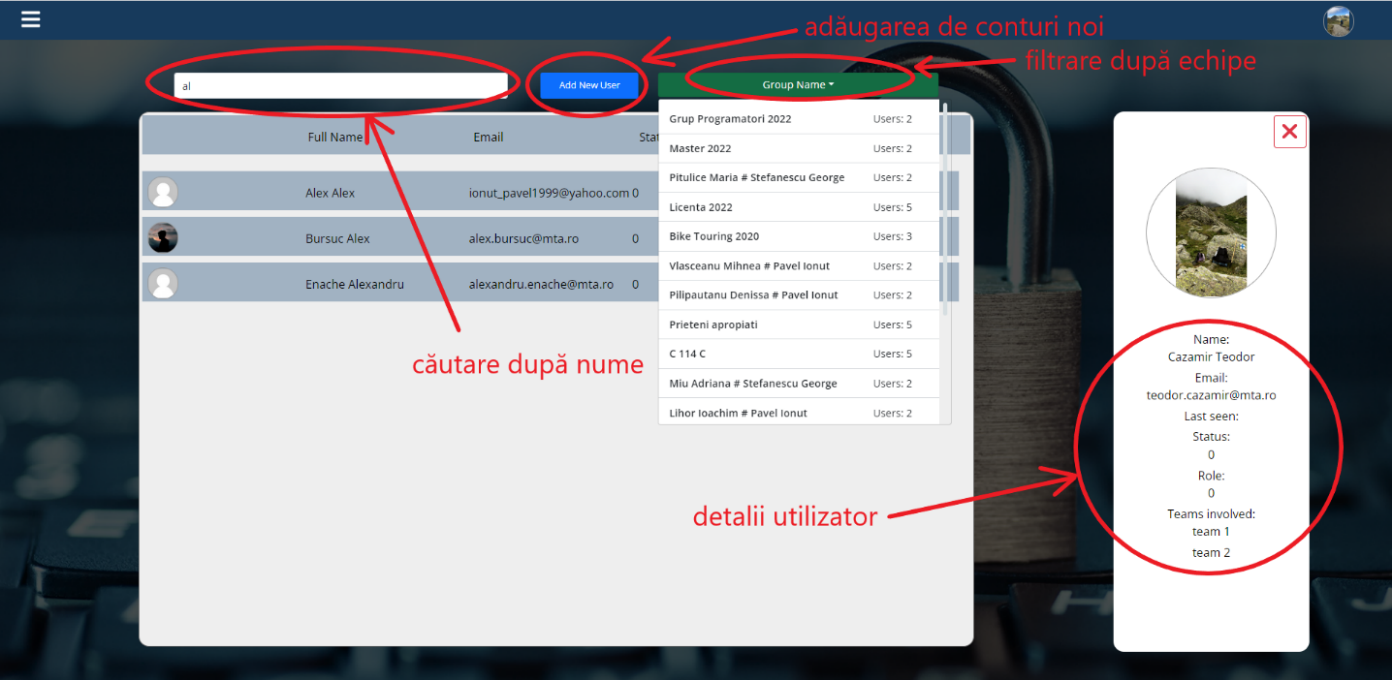 adăugarea de conturi noi
filtrare după echipe
al
Add New User
Group Name
Full Name Email
Grup Programatori 2022 Users: 2
Master 2022 Users: 2
Pitulice Maria # Stefanescu George Users: 2
Licenta 2022 Users: 5
Bike Touring 2020 Users: 3
Vlasceanu Mihnea # Pavel Ionut Users: 2
Pilipautanu Denissa # Pavel Ionut Users: 2
Prieteni apropiati Users: 5
C 114 C Users: 5
Miu Adriana # Stefanescu George Users: 2
Lihor Ioachim # Pavel Ionut Users: 2
Alex Alex ionut_pavel1999@yahoo.com 0
Bursuc Alex alex.bursuc@mta.ro 0
Enache Alexandru alexandru.enache@mta.ro 0
căutare după nume
detalii utilizator
Name:
Cazamir Teodor
Email:
teodor.cazamir@mta.ro
Last seen:
Status:
0
Role:
0
Teams involved:
team 1
team 2